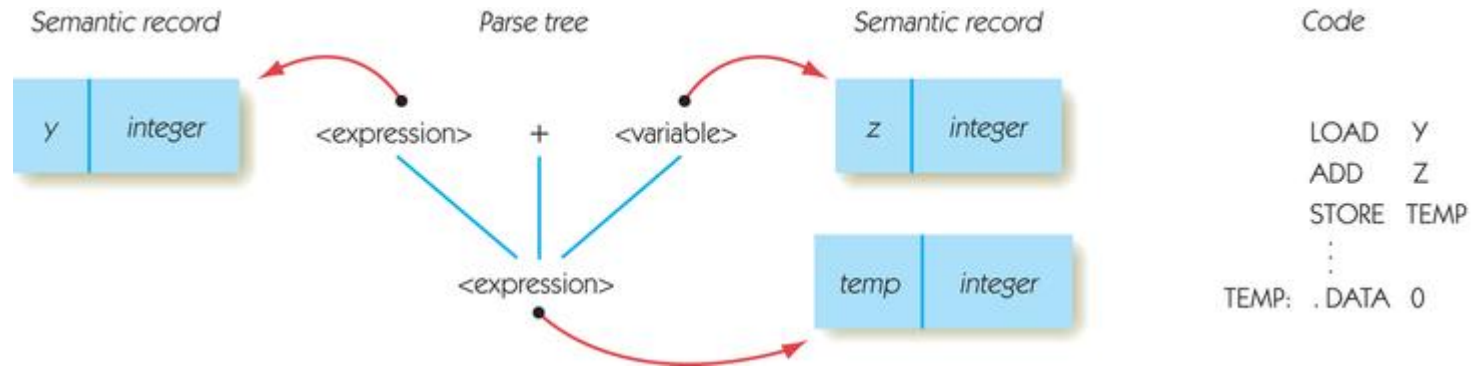 Semantic record Parse tree Semantic record Code
y integer <expression> + <variable> z integer
LOAD Y
ADD Z
STORE TEMP
<expression> temp integer
TEMP: .DATA 0